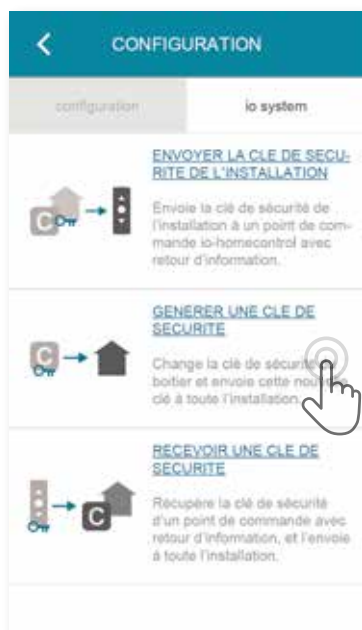 CONFIGURATION
configuration
io system
ENVOYER LA CLE DE SECU-
RITE DE L'INSTALLATION
Envoie la clé de sécurité de
l'installation à un point de com-
mande io-homecontrol avec
retour d'information.
C
GENERER UNE CLE DE
SECURITE
Change la clé de sécurité
boitier et envoie cette
clé à toute l'installation.
C
RECEVOIR UNE CLE DE
SECURITE
Récupère la clé de sécurité
d'un point de commande avec
retour d'information, et l'envoie
à toute l'installation.
C